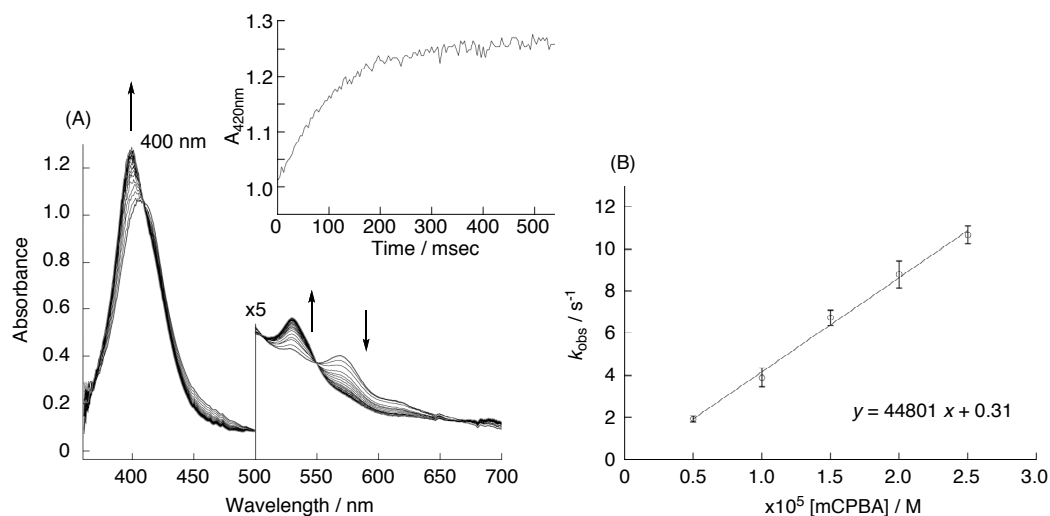 (A)
400 nm
Absorbance
1.2
1.0
0.8
0.6
0.4
0.2
0
400 450 500 550 600 650 700
Wavelength / nm
x5
A420nm
1.3
1.2
1.1
1.0
0 100 200 300 400 500
Time / msec
(B)
kobs / s-1
12
10
8
6
4
2
0
0 0.5 1.0 1.5 2.0 2.5 3.0
x10^5 [mCPBA] / M
y = 44801 x + 0.31